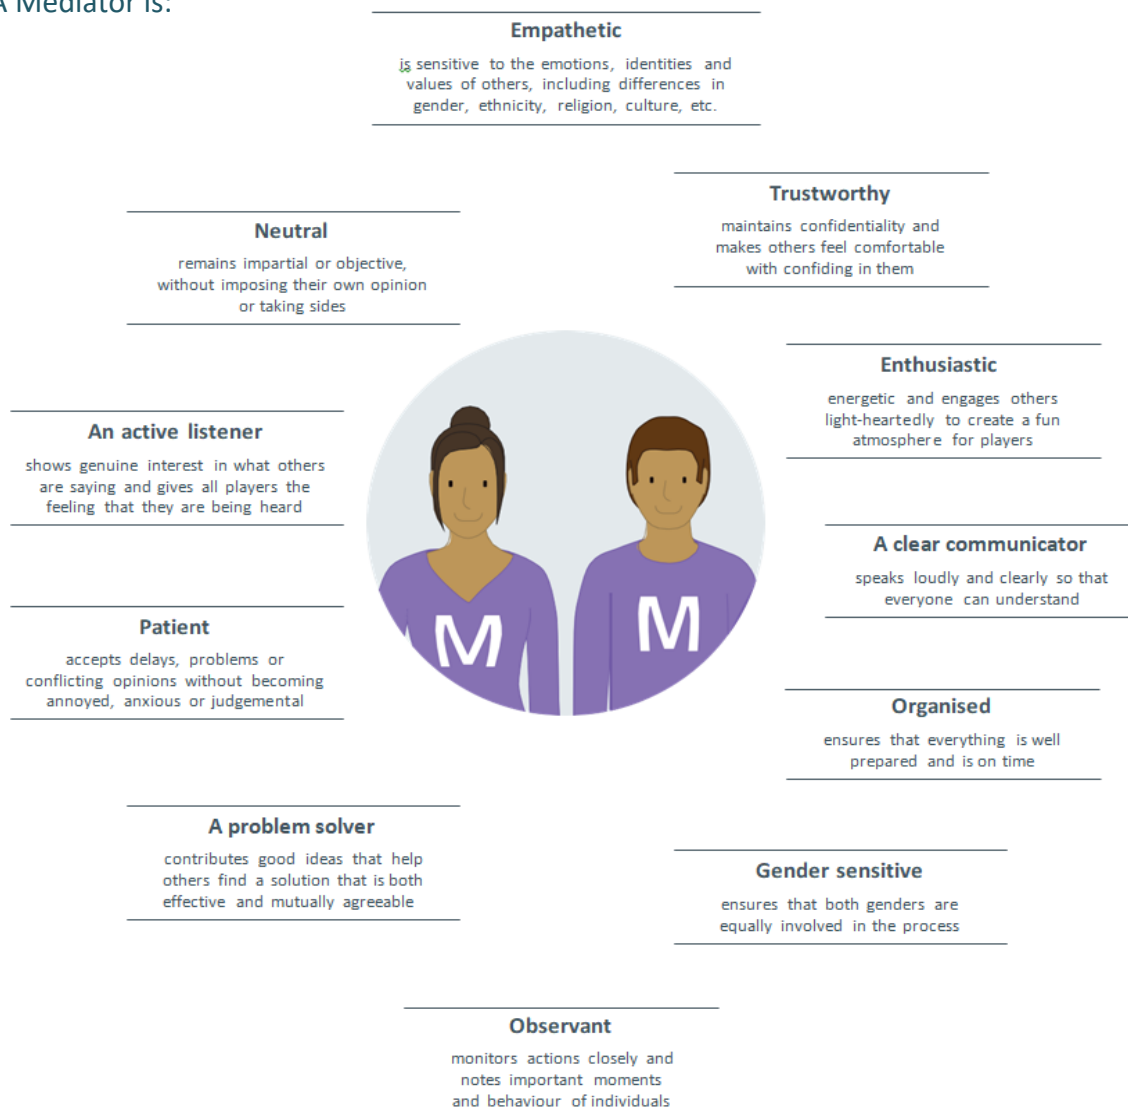 A Mediator is:
Empathetic
is sensitive to the emotions, identities and
values of others, including differences in
gender, ethnicity, religion, culture, etc.
Trustworthy
maintains confidentiality and
makes others feel comfortable
with confiding in them
Neutral
remains impartial or objective,
without imposing their own opinion
or taking sides
Enthusiastic
energetic and engages others
light-heartedly to create a fun
atmosphere for players
An active listener
shows genuine interest in what others
are saying and gives all players the
feeling that they are being heard
A clear communicator
speaks loudly and clearly so that
everyone can understand
M
M
Patient
accepts delays, problems or
conflicting opinions without becoming
annoyed, anxious or judgemental
Organised
ensures that everything is well
prepared and is on time
A problem solver
contributes good ideas that help
others find a solution that is both
effective and mutually agreeable
Gender sensitive
ensures that both genders are
equally involved in the process
Observant
monitors actions closely and
notes important moments
and behaviour of individuals